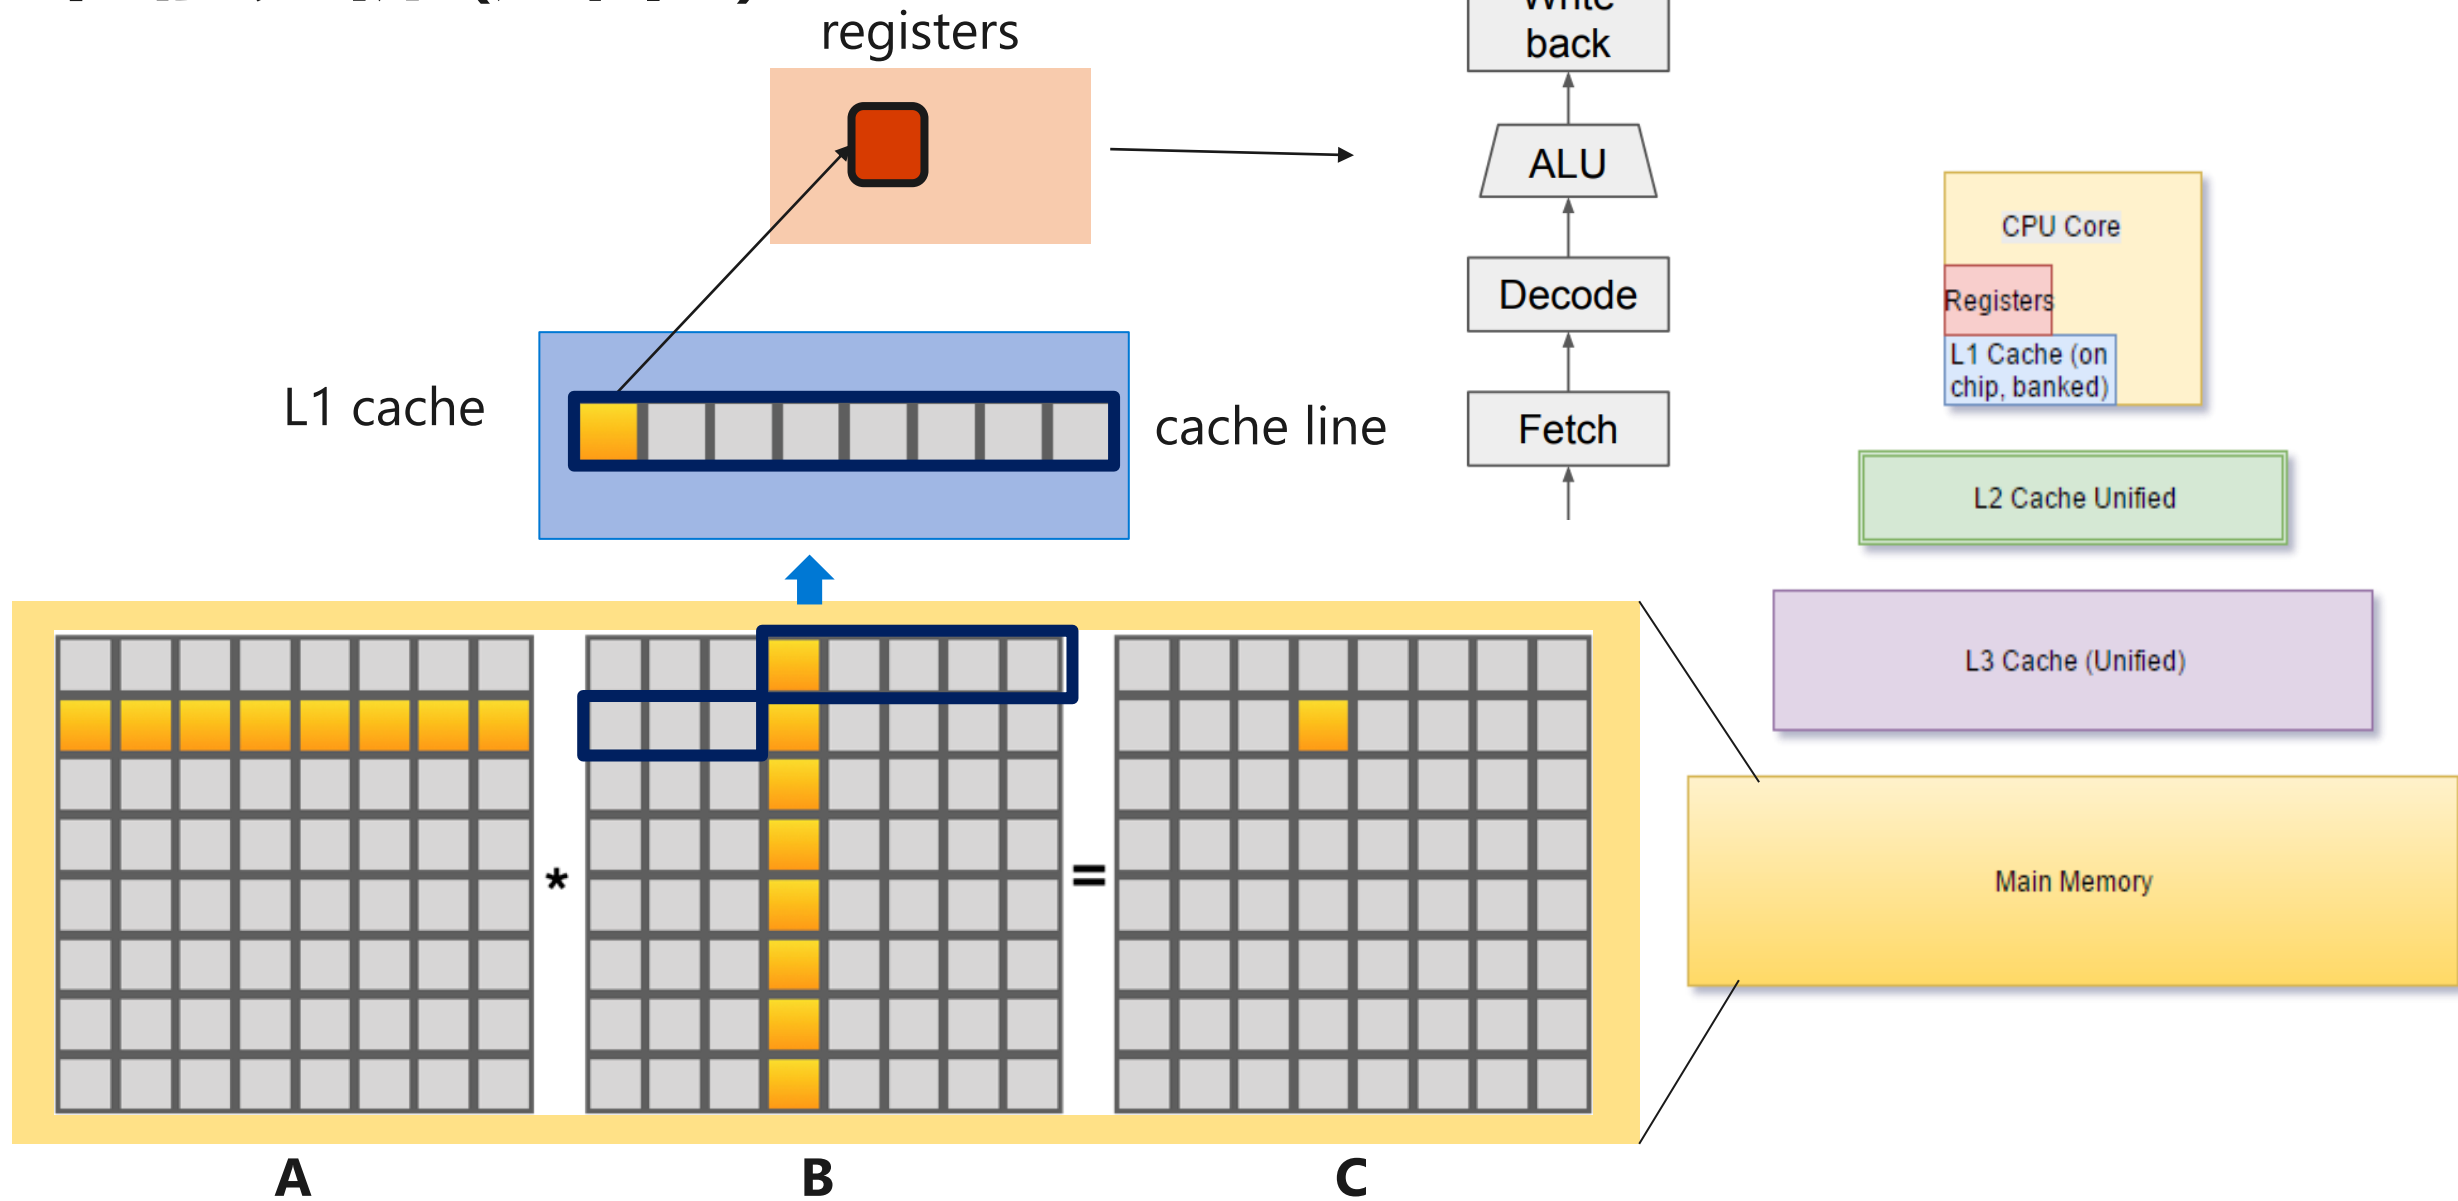 registers
Write
back
ALU
Decode
Fetch
L1 cache
cache line
CPU Core
Registers
L1 Cache (on
chip, banked)
L2 Cache Unified
L3 Cache (Unified)
Main Memory
*
=
A
B
C